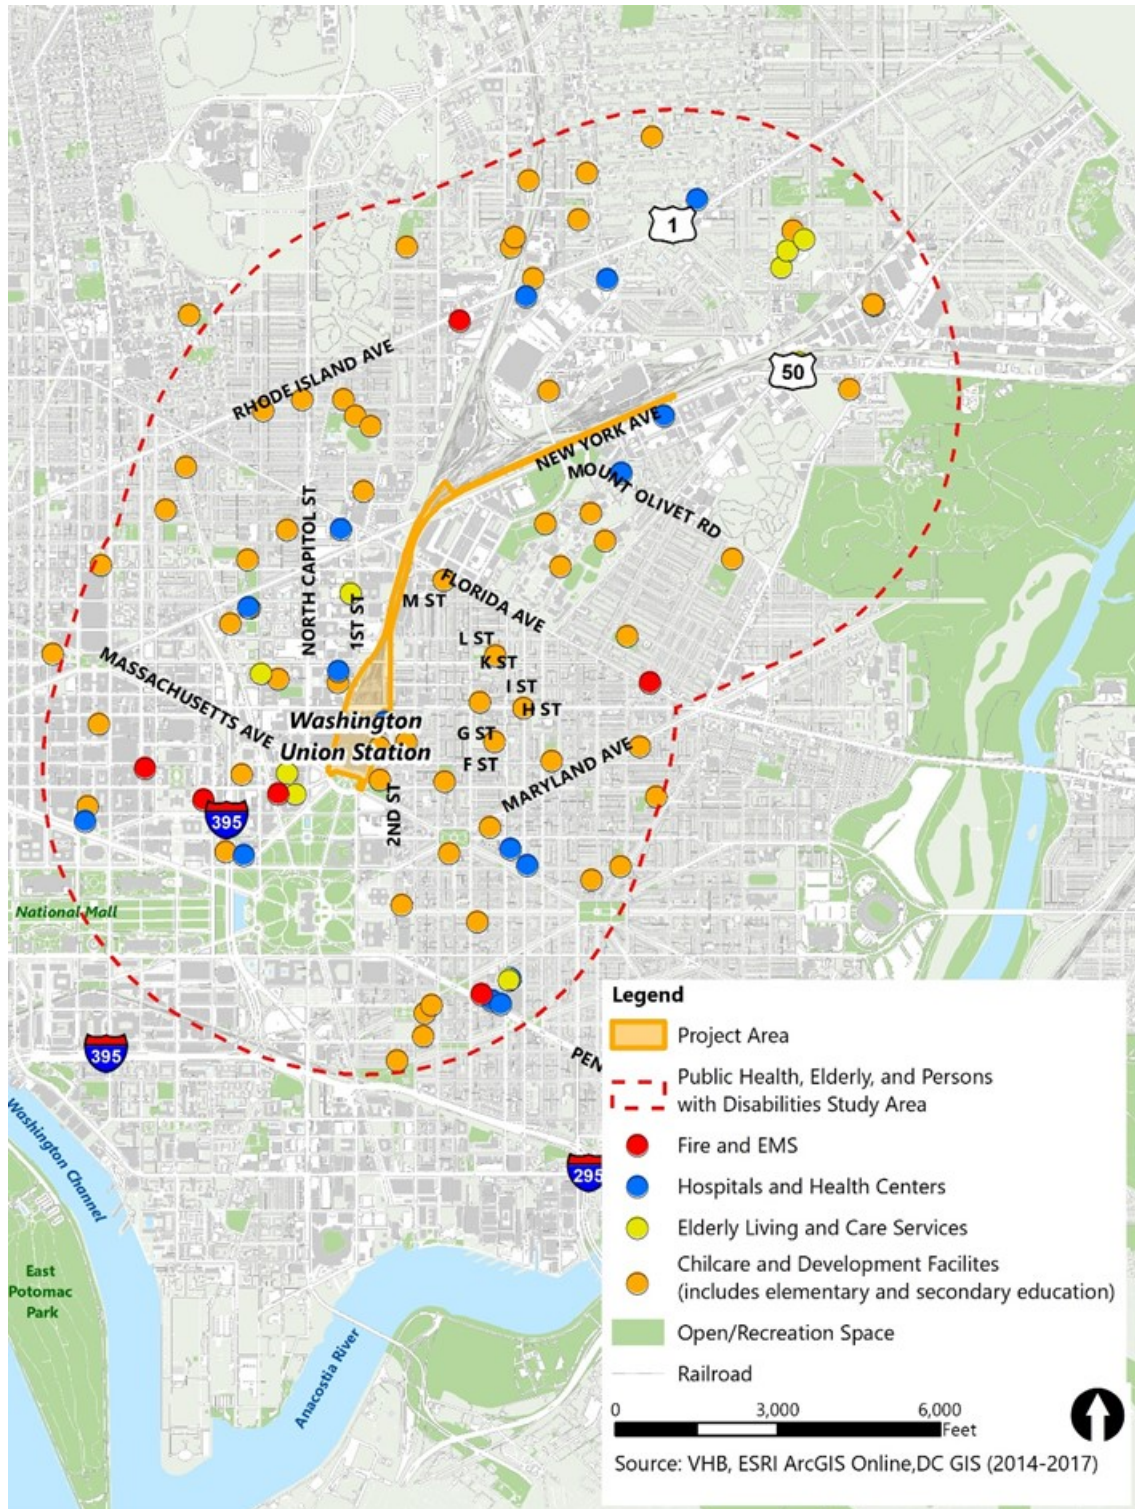 1
RHODE ISLAND AVE
50
NEW YORK AVE
MOUNT OLIVET RD
NORTH CAPITOL ST
1ST ST
M ST
FLORIDA AVE
L ST
K ST
I ST
H ST
MASSACHUSETTS AVE
Washington
Union Station
G ST
F ST
MARYLAND AVE
2ND ST
395
National Mall
395
PEN
295
Washington Channel
East
Potomac
Park
Anacostia River
Legend
Project Area
Public Health, Elderly, and Persons
with Disabilities Study Area
Fire and EMS
Hospitals and Health Centers
Elderly Living and Care Services
Chilcare and Development Facilites
(includes elementary and secondary education)
Open/Recreation Space
Railroad
0 3,000 6,000
Feet
Source: VHB, ESRI ArcGIS Online,DC GIS (2014-2017)